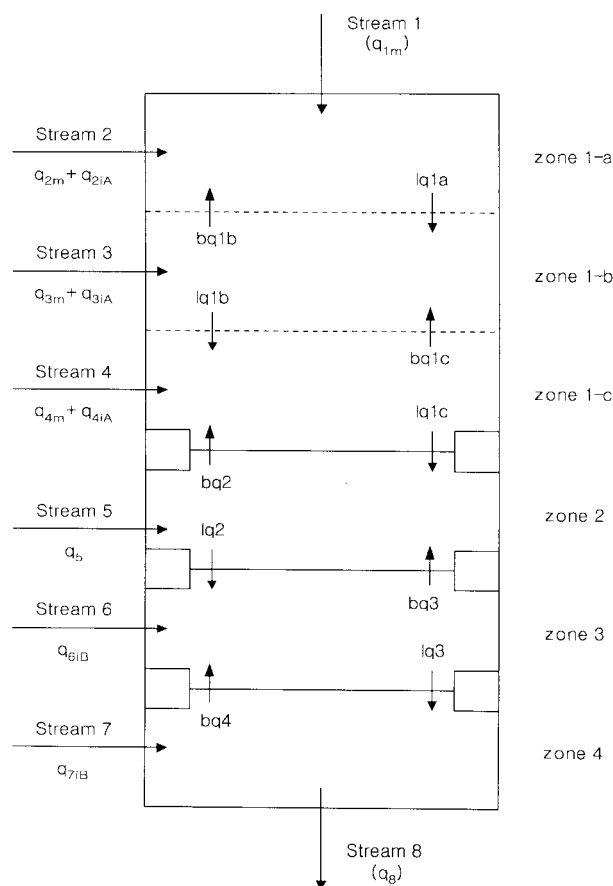 Stream 1
(q1m)
Stream 2
zone 1-a
q2m + q2iA
lq1a
bq1b
Stream 3
lq1b
zone 1-b
q3m + q3iA
bq1c
Stream 4
zone 1-c
q4m + q4iA
lq1c
bq2
Stream 5
lq2
zone 2
q5
bq3
Stream 6
zone 3
q6iB
lq3
bq4
Stream 7
zone 4
q7iB
Stream 8
(q8)